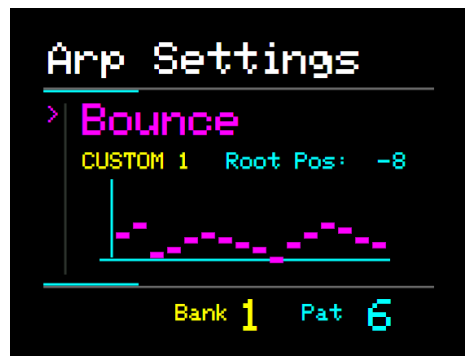 Arp Settings
> Bounce
CUSTOM 1 Root Pos: -8
Bank 1 Pat 6